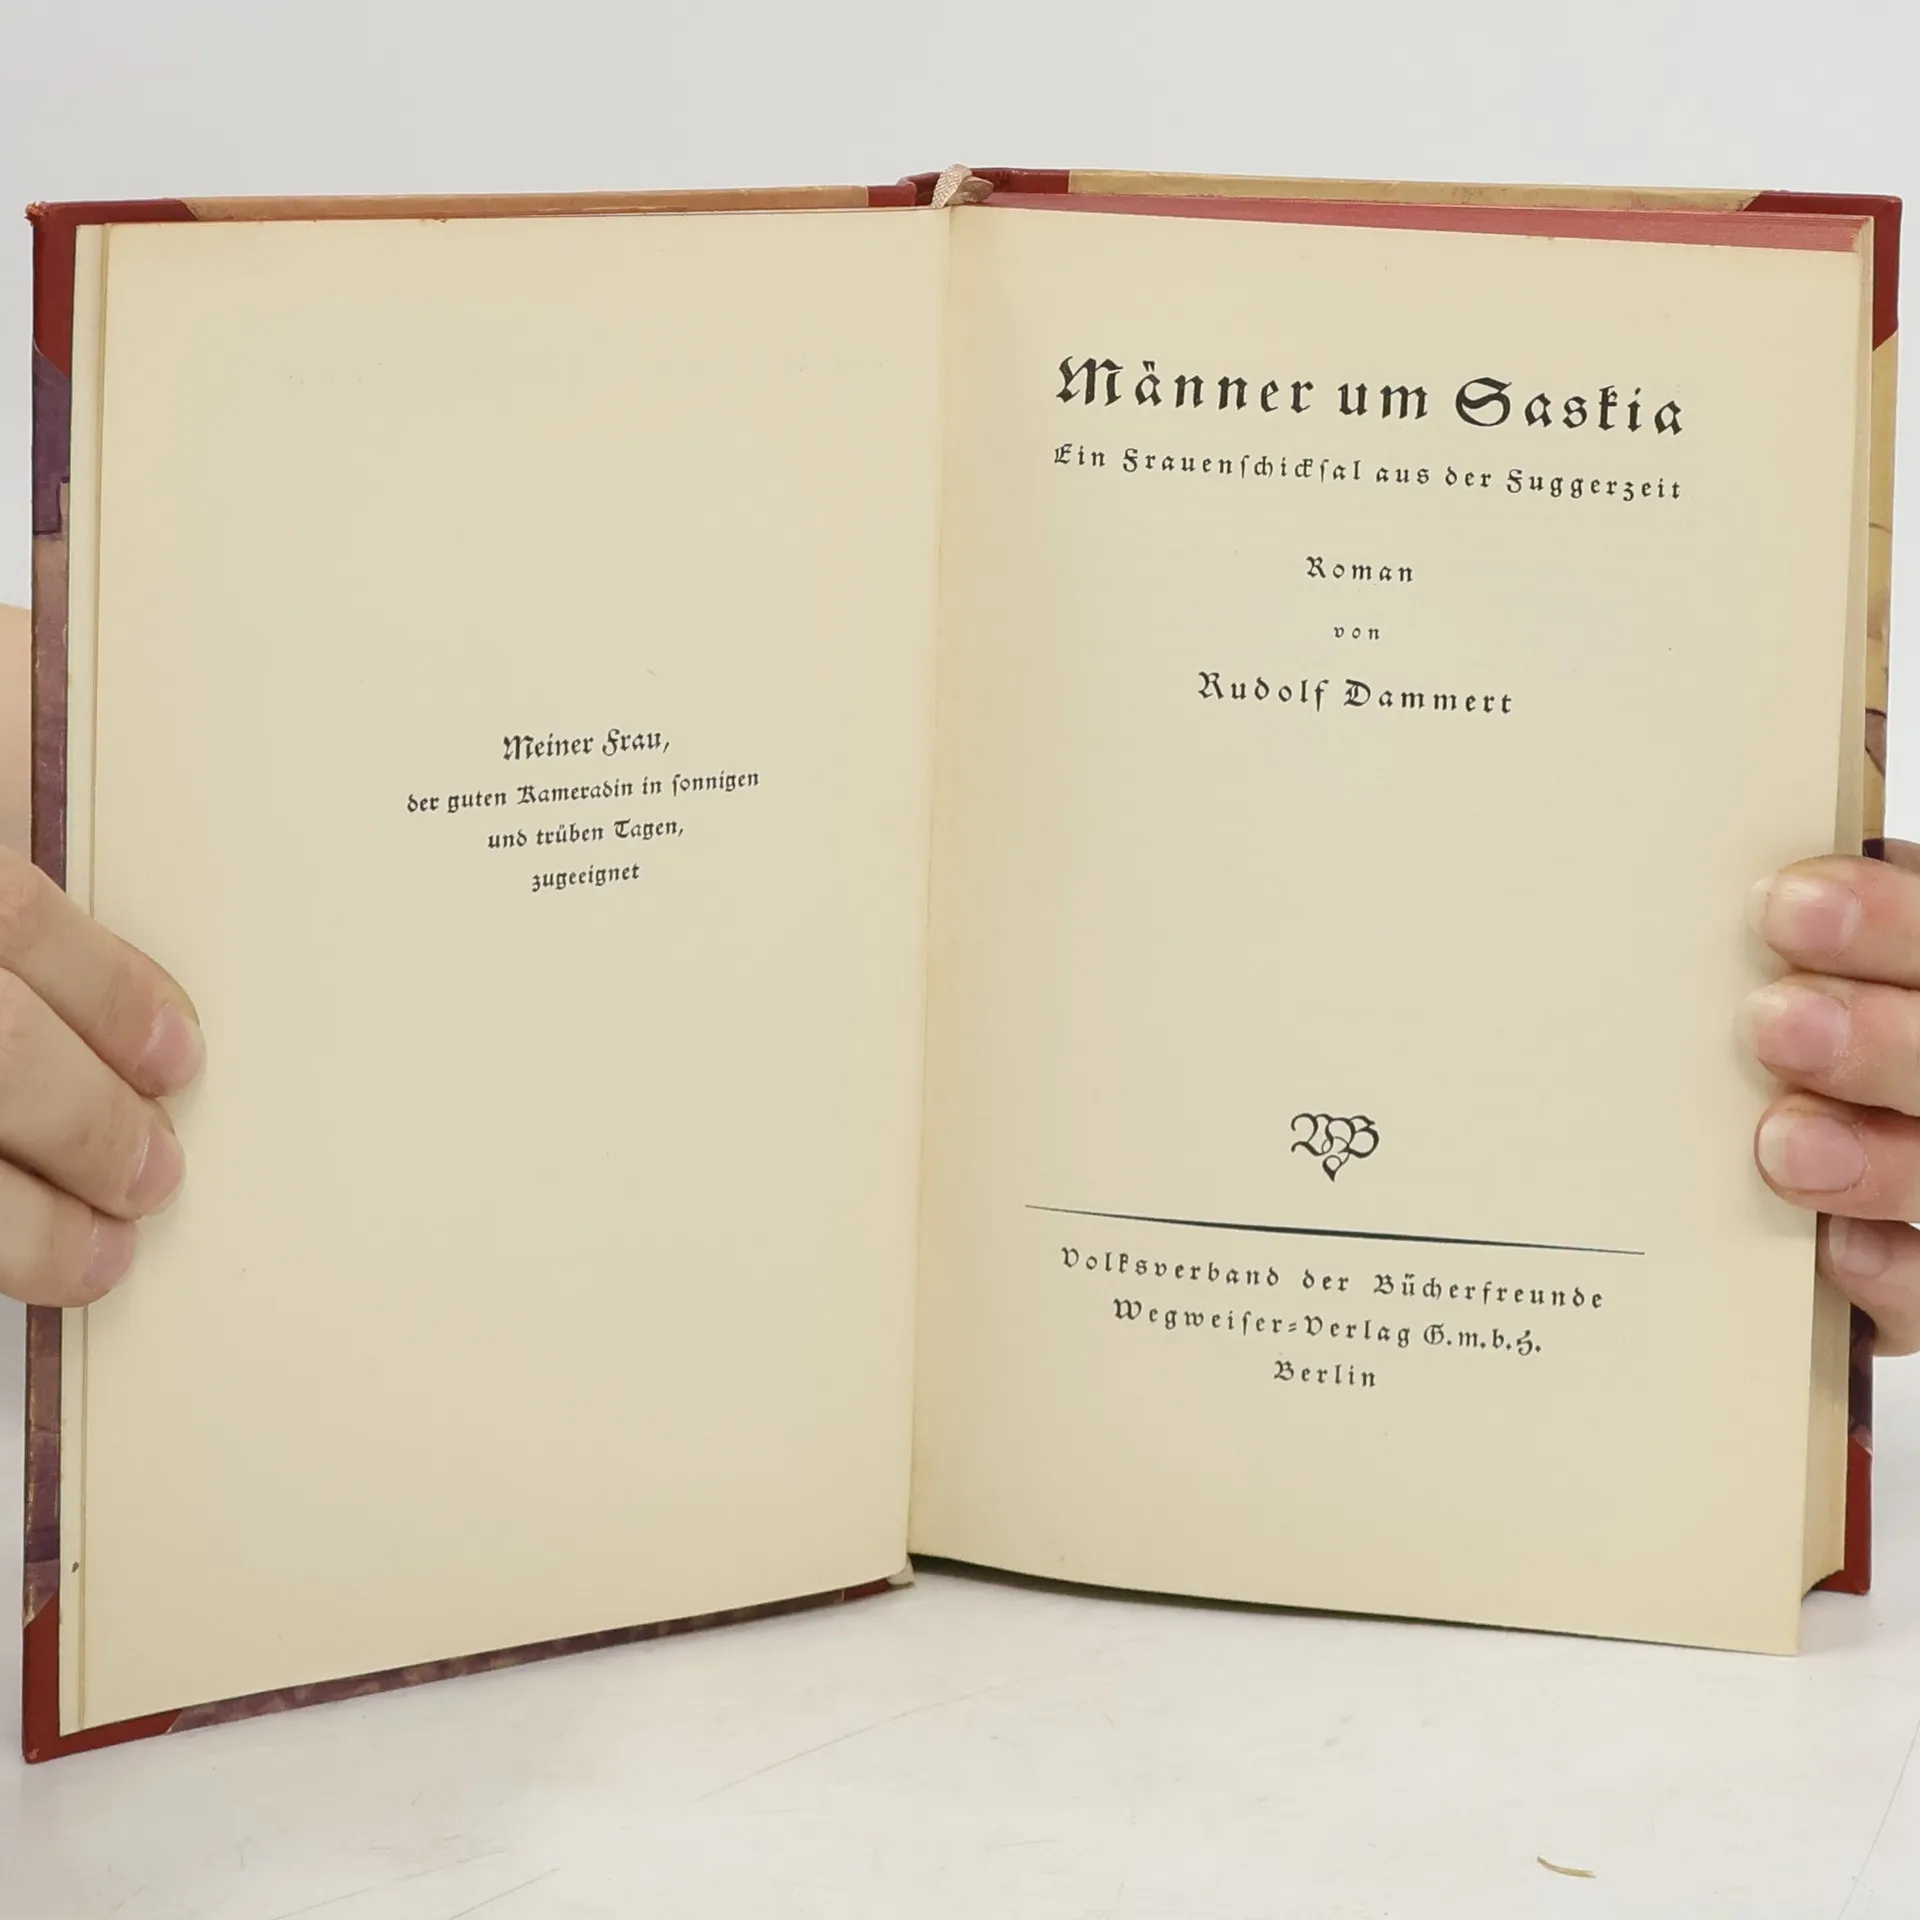 Meiner Frau,
der guten Kameradin in ſonnigen
und trüben Tagen,
zugeeignet
Männer um Saskia
Ein Frauenſchickſal aus der Fuggerzeit
Roman
von
Rudolf Dammert
VdB
Volksverband der Bücherfreunde
Wegweiſer⸗Verlag G.m.b.H.
Berlin